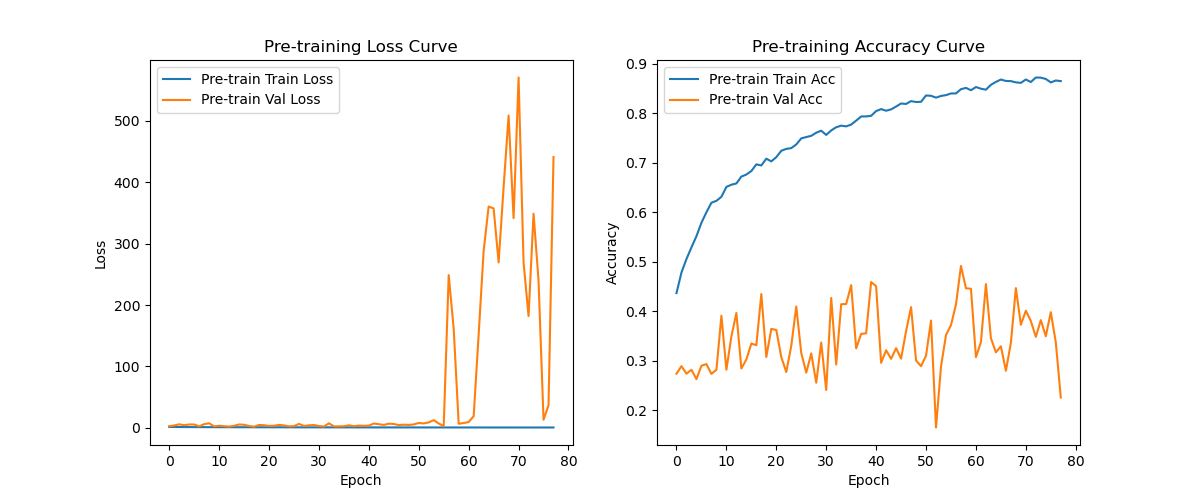 Pre-training Loss Curve
Pre-train Train Loss
Pre-train Val Loss
Loss
500
400
300
200
100
0
0 10 20 30 40 50 60 70 80
Epoch
Pre-training Accuracy Curve
Pre-train Train Acc
Pre-train Val Acc
Accuracy
0.9
0.8
0.7
0.6
0.5
0.4
0.3
0.2
0 10 20 30 40 50 60 70 80
Epoch